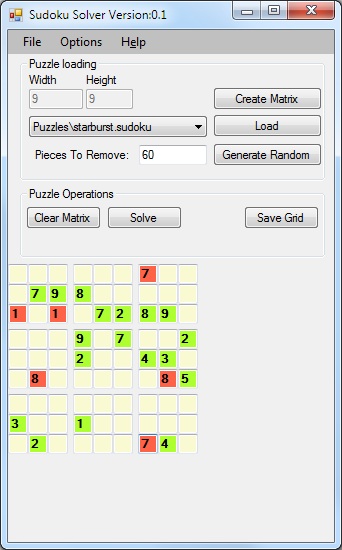 Sudoku Solver Version:0.1
File Options Help
Puzzle loading
Width Height
9 9 Create Matrix
Puzzles\starburst.sudoku Load
Pieces To Remove: 60 Generate Random
Puzzle Operations
Clear Matrix Solve Save Grid
7
7 9 8
1 1 7 2 8 9
9 7 2
2 4 3
8 8 5
3 1
2 7 4